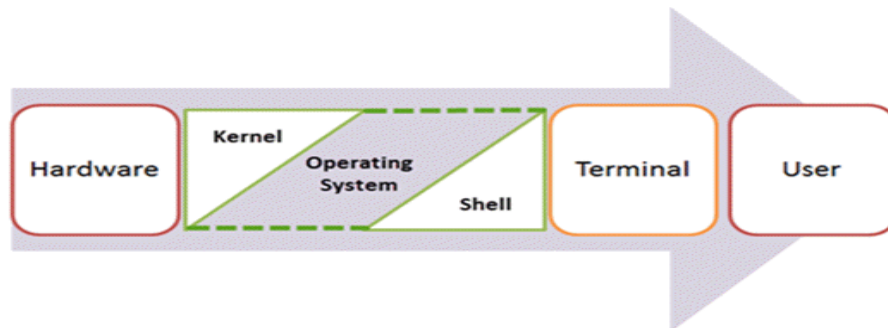 Hardware
Kernel
Operating
System
Shell
Terminal
User